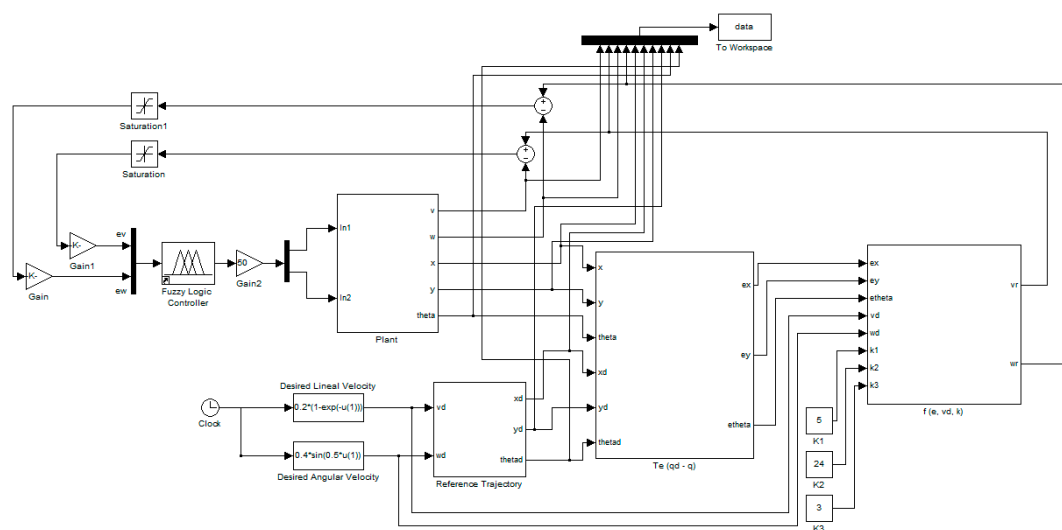 data
To Workspace
Saturation1
Saturation
ev
-K-
Gain1
-K-
Gain
ew
Fuzzy Logic
Controller
50
Gain2
In1
In2
v
w
x
y
theta
Plant
x
y
theta
xd
yd
thetad
ex
ey
etheta
Te (qd - q)
ex
ey
etheta
vd
wd
k1
k2
k3
vr
wr
f (e, vd, k)
Clock
Desired Lineal Velocity
0.2*(1-exp(-u(1)))
0.4*sin(0.5*u(1))
Desired Angular Velocity
vd
wd
xd
yd
thetad
Reference Trajectory
5
K1
24
K2
3
K3